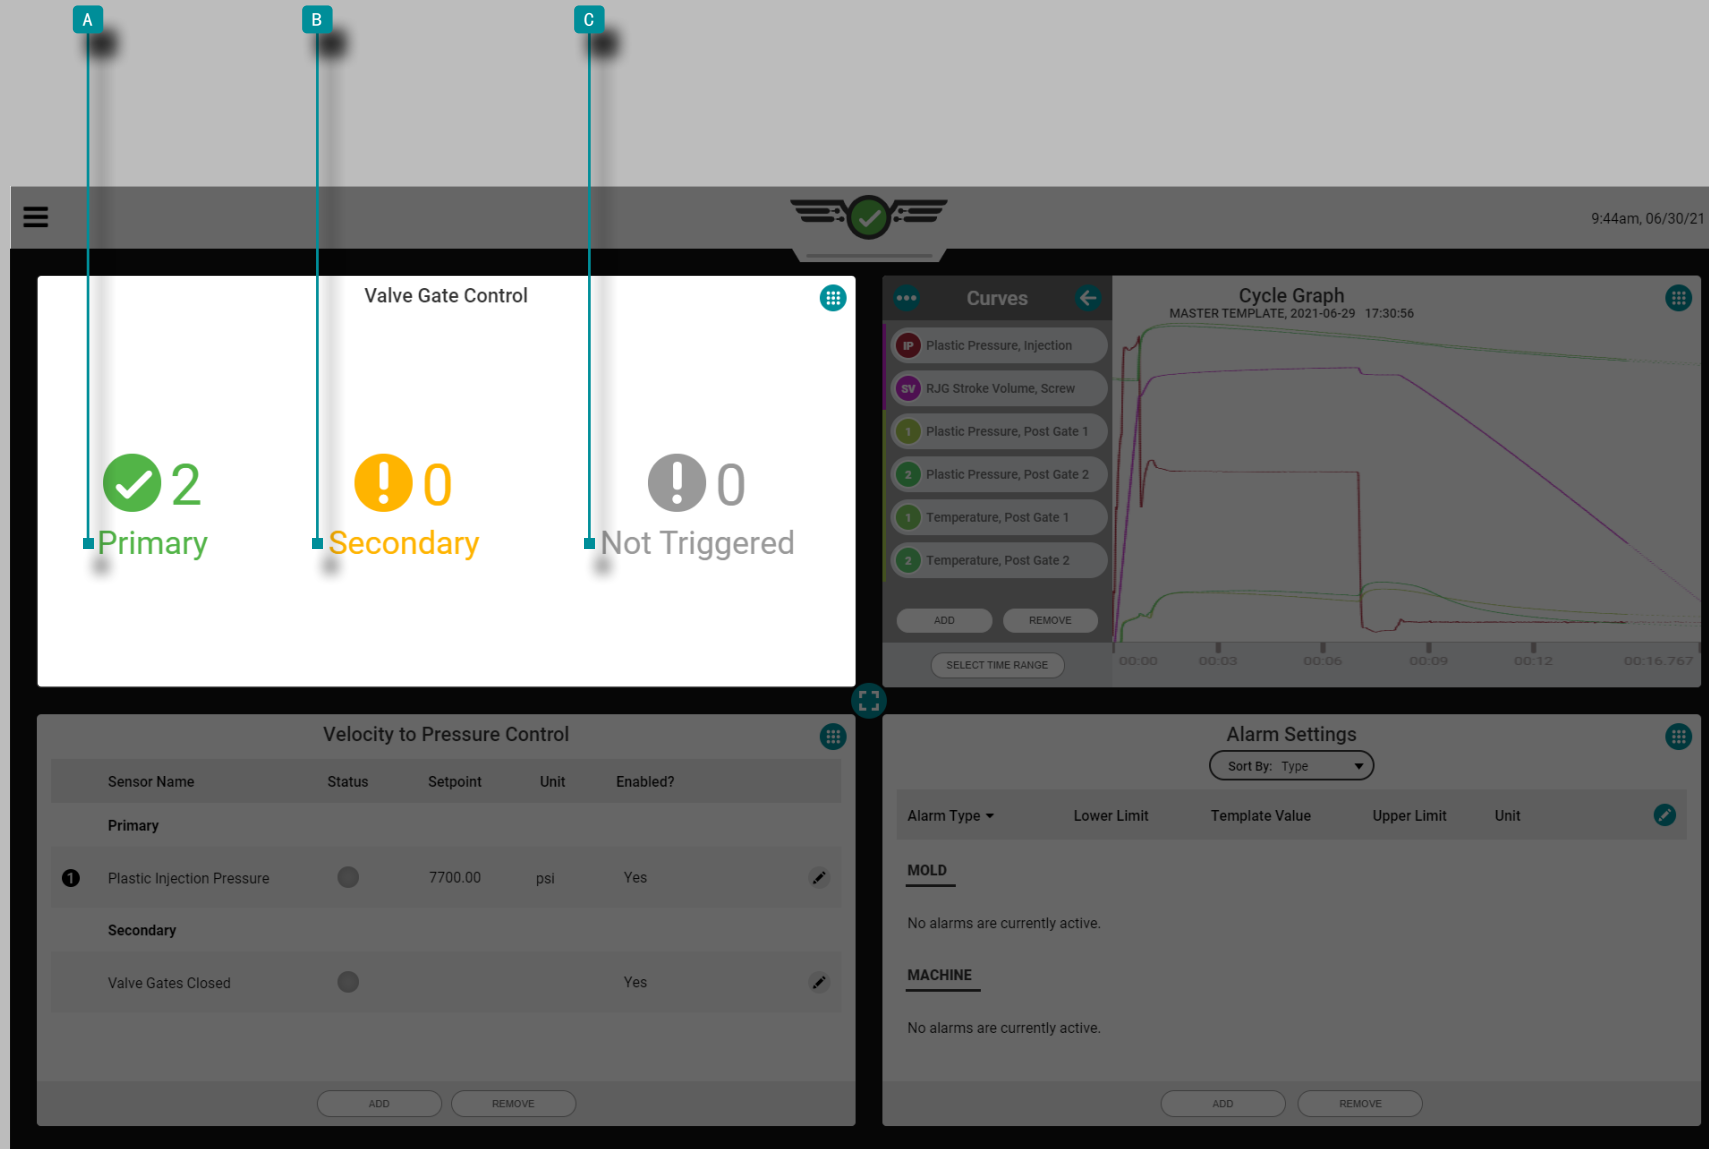 A B C
9:44am, 06/30/21
Valve Gate Control
2 0 0
Primary Secondary Not Triggered
Curves
IP Plastic Pressure, Injection
SV RJG Stroke Volume, Screw
1 Plastic Pressure, Post Gate 1
2 Plastic Pressure, Post Gate 2
1 Temperature, Post Gate 1
2 Temperature, Post Gate 2
ADD REMOVE
SELECT TIME RANGE
Cycle Graph
MASTER TEMPLATE, 2021-06-29 17:30:56
00:00 00:03 00:06 00:09 00:12 00:16.767
Velocity to Pressure Control
Sensor Name Status Setpoint Unit Enabled?
Primary
1 Plastic Injection Pressure 7700.00 psi Yes
Secondary
Valve Gates Closed Yes
ADD REMOVE
Alarm Settings
Sort By: Type
Alarm Type Lower Limit Template Value Upper Limit Unit
MOLD
No alarms are currently active.
MACHINE
No alarms are currently active.
ADD REMOVE